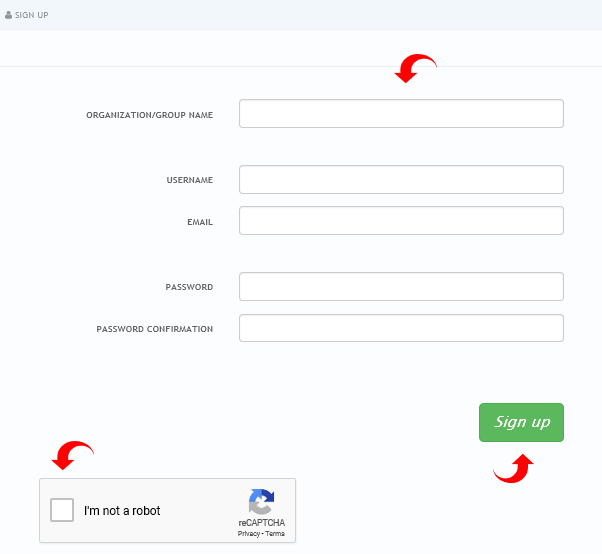 SIGN UP
ORGANIZATION/GROUP NAME
USERNAME
EMAIL
PASSWORD
PASSWORD CONFIRMATION
Sign up
I'm not a robot
reCAPTCHA
Privacy - Terms